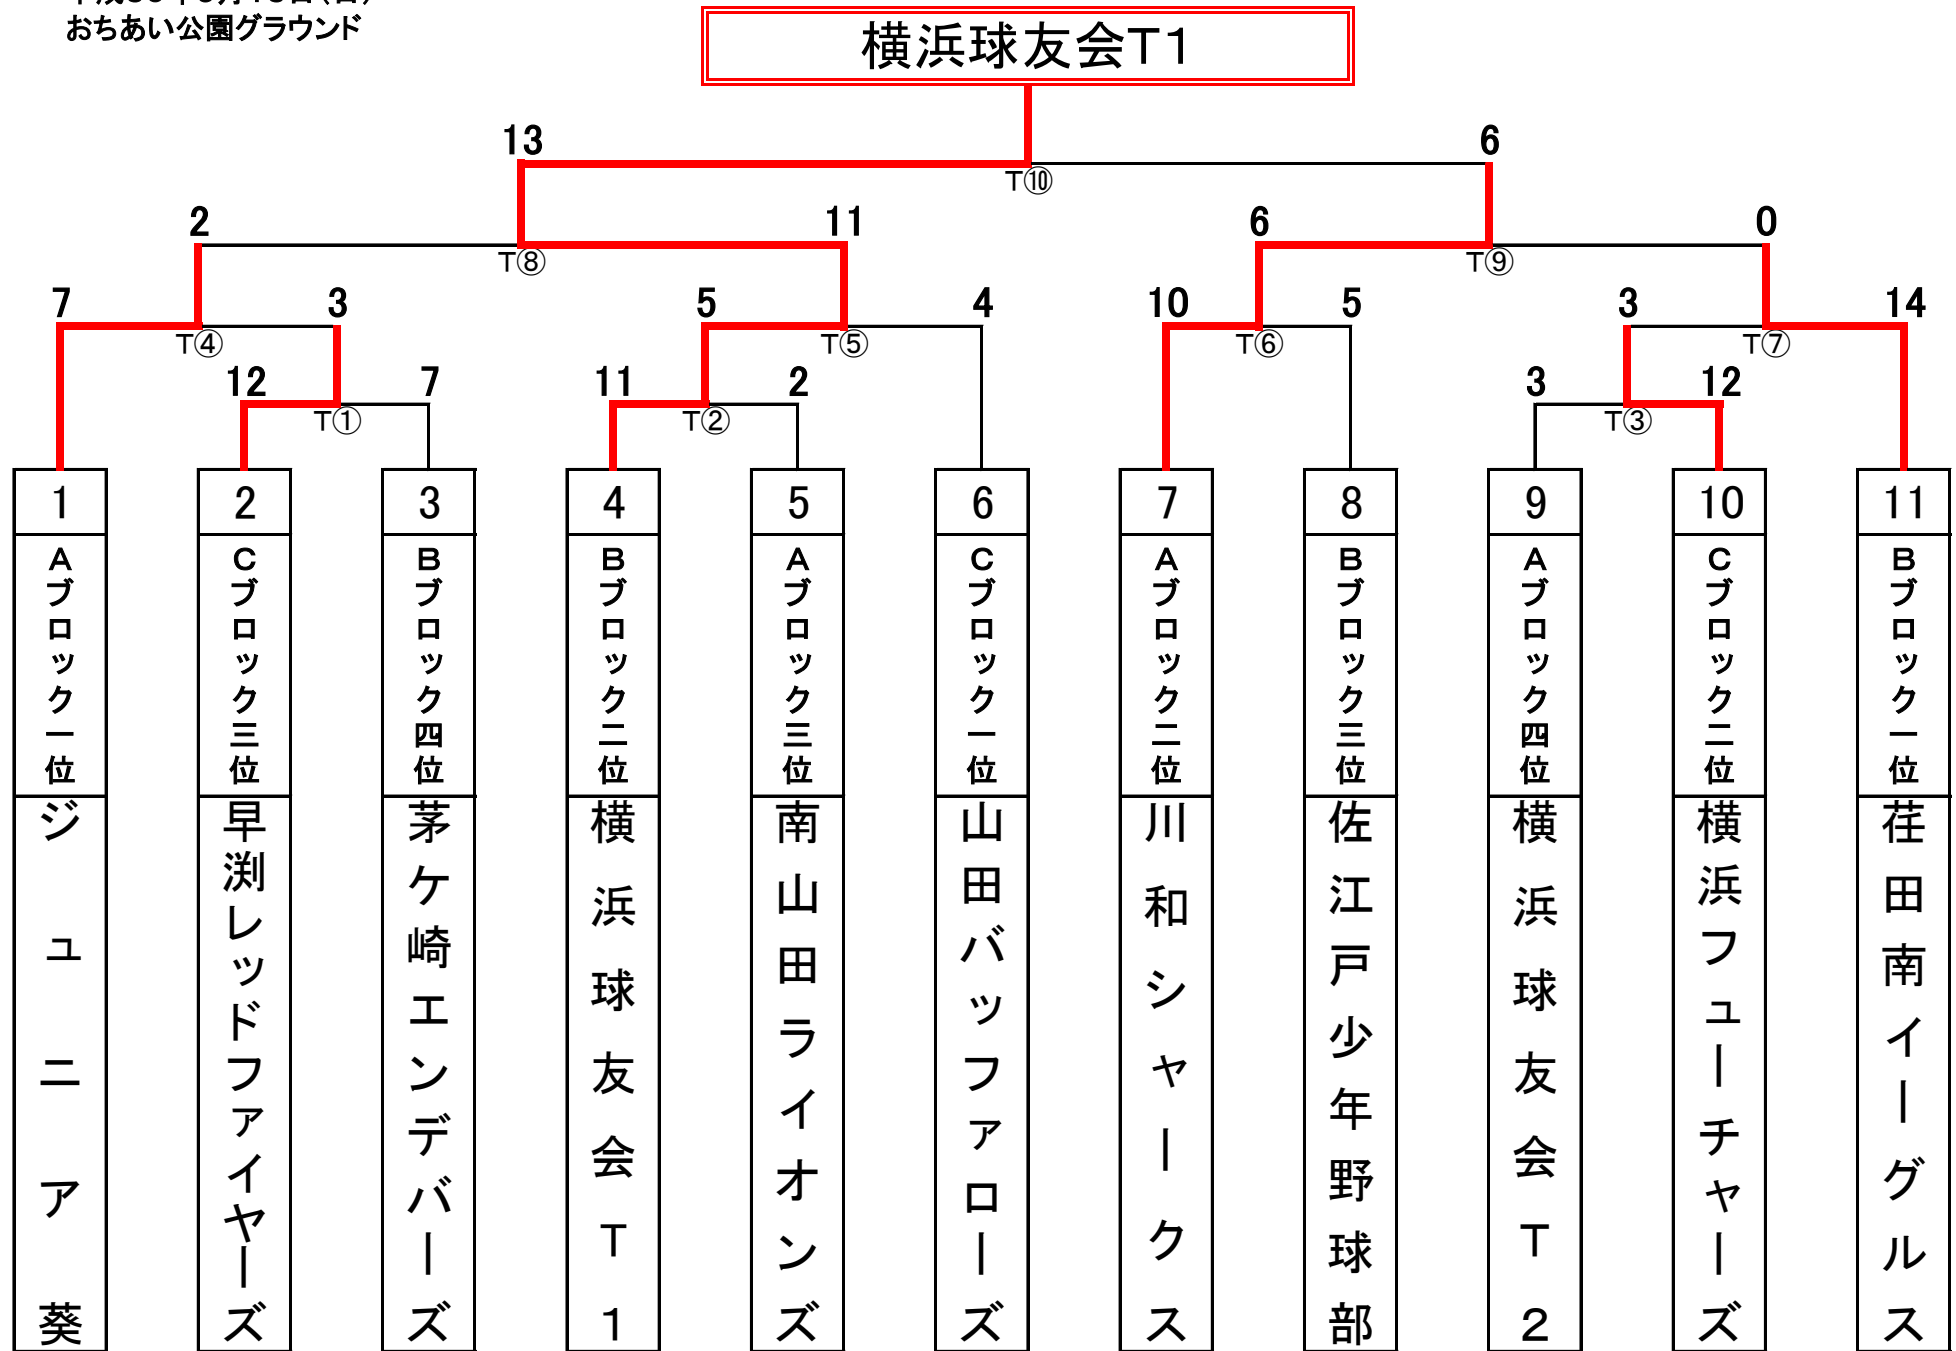 おちあい公園グラウンド
横浜球友会T1
13
6
T⑩
2
11
6
0
T⑧
T⑨
7
3
5
4
10
5
3
14
T④
T⑤
T⑥
T⑦
12
7
11
2
3
12
T①
T②
T③
1
2
3
4
5
6
7
8
9
10
11
Aブロック一位
Cブロック三位
Bブロック四位
Bブロック二位
Aブロック三位
Cブロック一位
Aブロック二位
Bブロック三位
Aブロック四位
Cブロック二位
Bブロック一位
ジュニア葵
早渕レッドファイヤーズ
茅ケ崎エンデバーズ
横浜球友会T1
南山田ライオンズ
山田バッファローズ
川和シャークス
佐江戸少年野球部
横浜球友会T2
横浜フューチャーズ
荏田南イーグルス